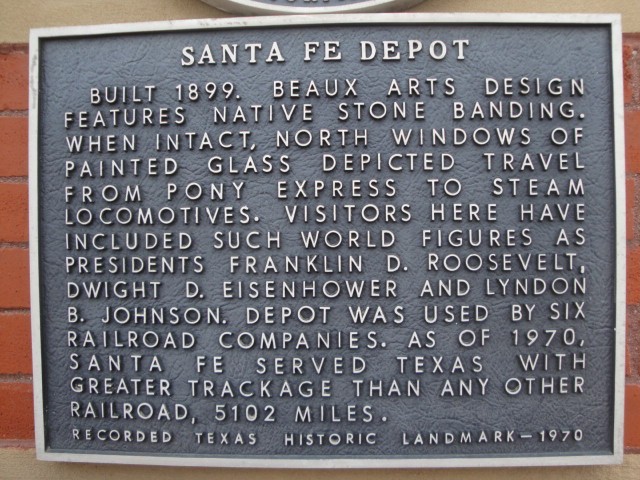 SANTA FE DEPOT
BUILT 1899. BEAUX ARTS DESIGN
FEATURES NATIVE STONE BANDING.
WHEN INTACT, NORTH WINDOWS OF
PAINTED GLASS DEPICTED TRAVEL
FROM PONY EXPRESS TO STEAM
LOCOMOTIVES. VISITORS HERE HAVE
INCLUDED SUCH WORLD FIGURES AS
PRESIDENTS FRANKLIN D. ROOSEVELT,
DWIGHT D. EISENHOWER AND LYNDON
B. JOHNSON. DEPOT WAS USED BY SIX
RAILROAD COMPANIES. AS OF 1970,
SANTA FE SERVED TEXAS WITH
GREATER TRACKAGE THAN ANY OTHER
RAILROAD, 5102 MILES.
RECORDED TEXAS HISTORIC LANDMARK—1970